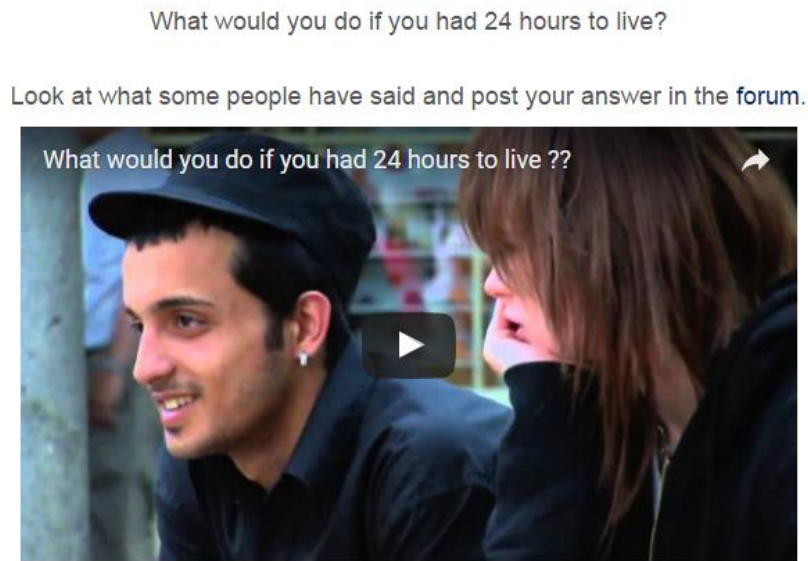 What would you do if you had 24 hours to live?
Look at what some people have said and post your answer in the forum.
What would you do if you had 24 hours to live ??